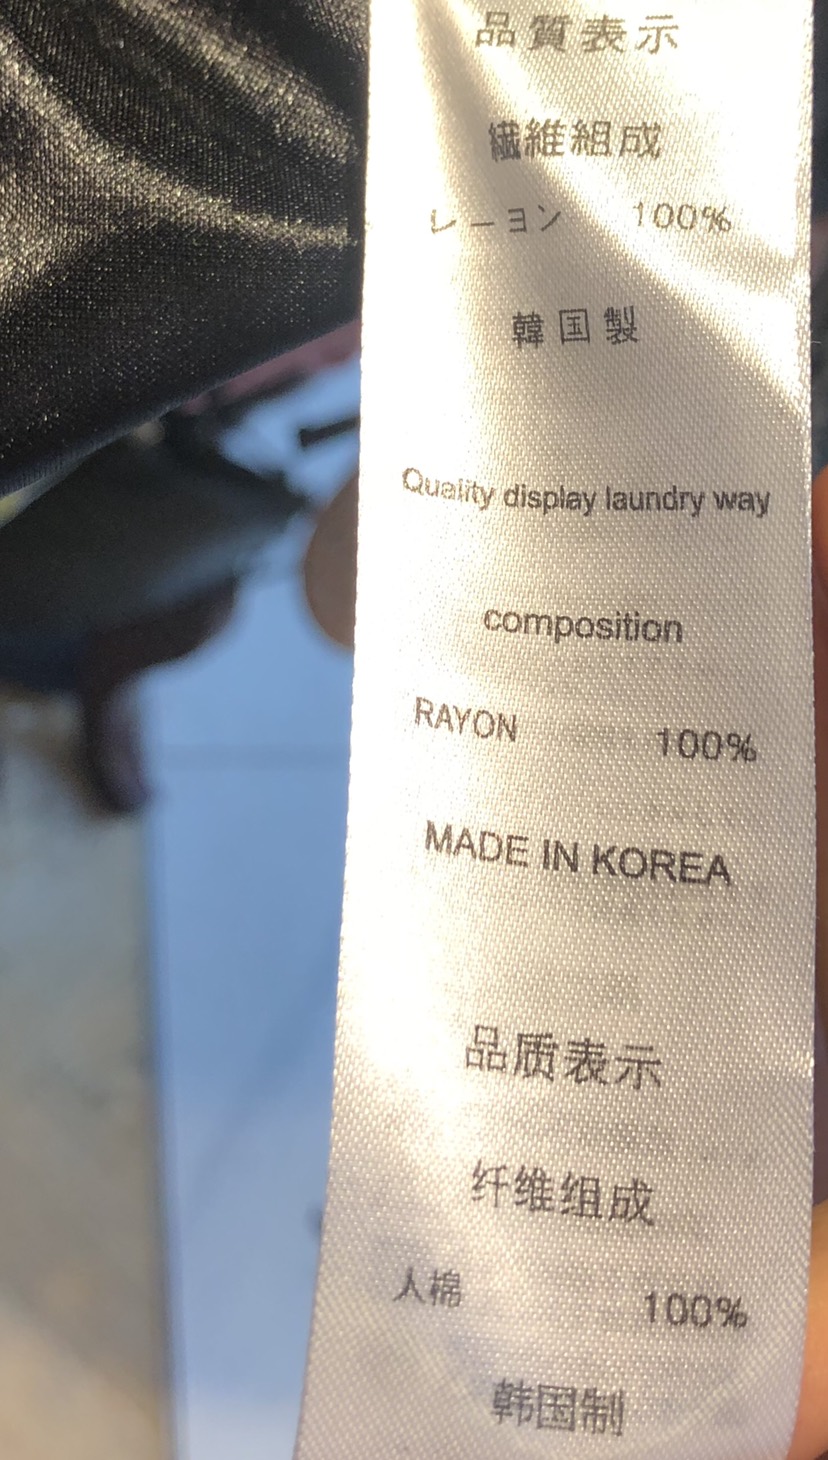 品質表示
繊維組成
レーヨン 100%
韓国製
Quality display laundry way
composition
RAYON 100%
MADE IN KOREA
品质表示
纤维组成
人棉 100%
韩国制